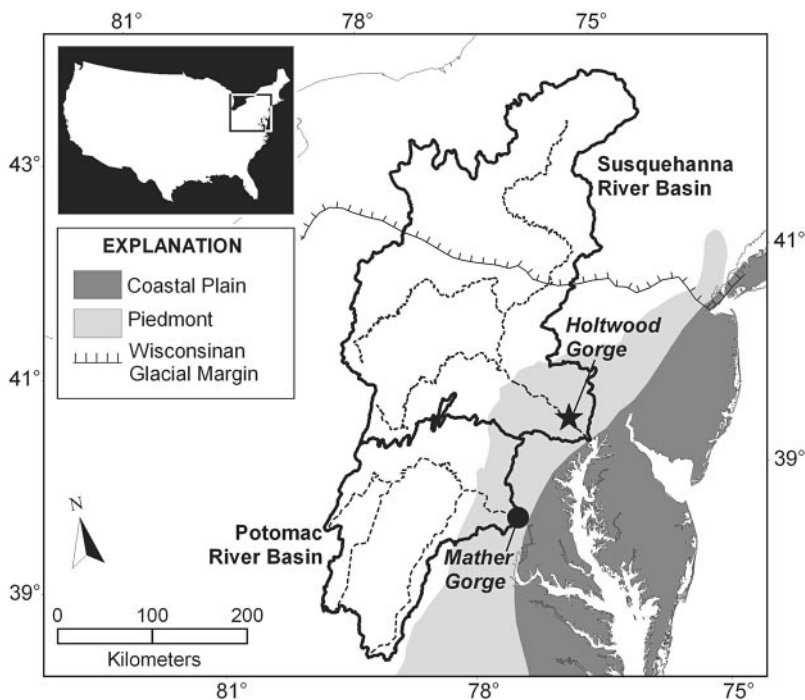 81°
78°
75°
43°
Susquehanna
River Basin
EXPLANATION
Coastal Plain
Piedmont
Wisconsinan
Glacial Margin
41°
Holtwood
Gorge
41°
39°
N
Potomac
River Basin
Mather
Gorge
39°
0 100 200
Kilometers
81°
78°
75°